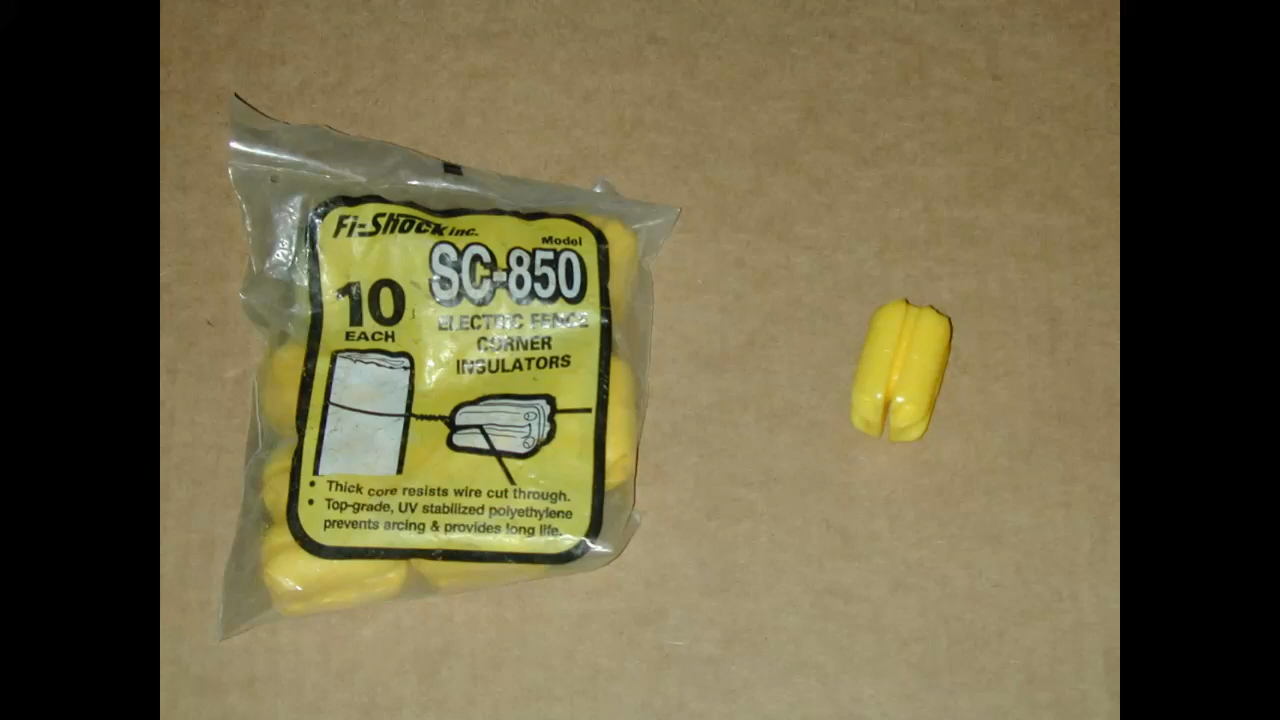 Fi-Shock inc.
Model
SC-850
10
EACH
ELECTRIC FENCE
CORNER
INSULATORS
• Thick core resists wire cut through.
• Top-grade, UV stabilized polyethylene
prevents arcing & provides long life.